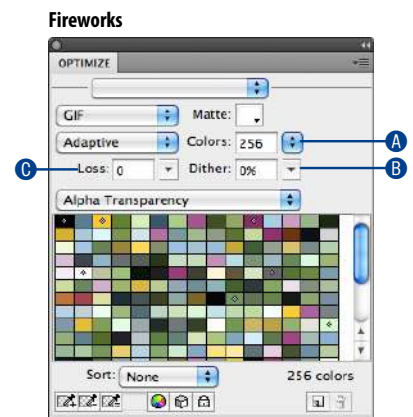 Fireworks
OPTIMIZE
GIF Matte:
Adaptive Colors: 256 A
C Loss: 0 Dither: 0% B
Alpha Transparency
Sort: None 256 colors